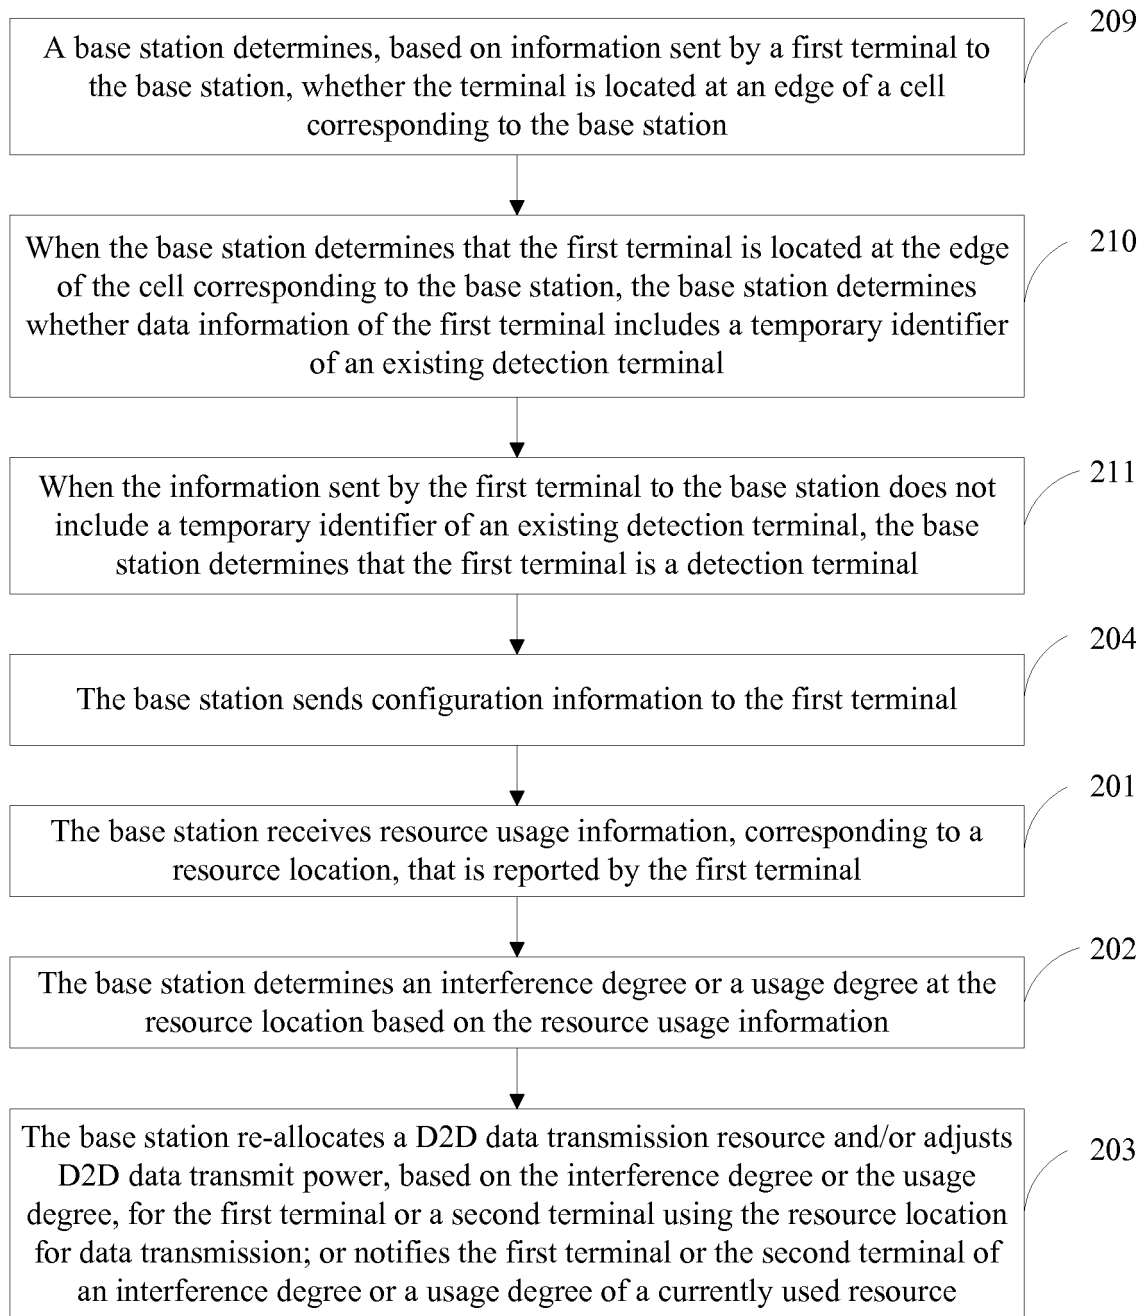 A base station determines, based on information sent by a first terminal to
the base station, whether the terminal is located at an edge of a cell
corresponding to the base station
209
When the base station determines that the first terminal is located at the edge
of the cell corresponding to the base station, the base station determines
whether data information of the first terminal includes a temporary identifier
of an existing detection terminal
210
When the information sent by the first terminal to the base station does not
include a temporary identifier of an existing detection terminal, the base
station determines that the first terminal is a detection terminal
211
The base station sends configuration information to the first terminal
204
The base station receives resource usage information, corresponding to a
resource location, that is reported by the first terminal
201
The base station determines an interference degree or a usage degree at the
resource location based on the resource usage information
202
The base station re-allocates a D2D data transmission resource and/or adjusts
D2D data transmit power, based on the interference degree or the usage
degree, for the first terminal or a second terminal using the resource location
for data transmission; or notifies the first terminal or the second terminal of
an interference degree or a usage degree of a currently used resource
203